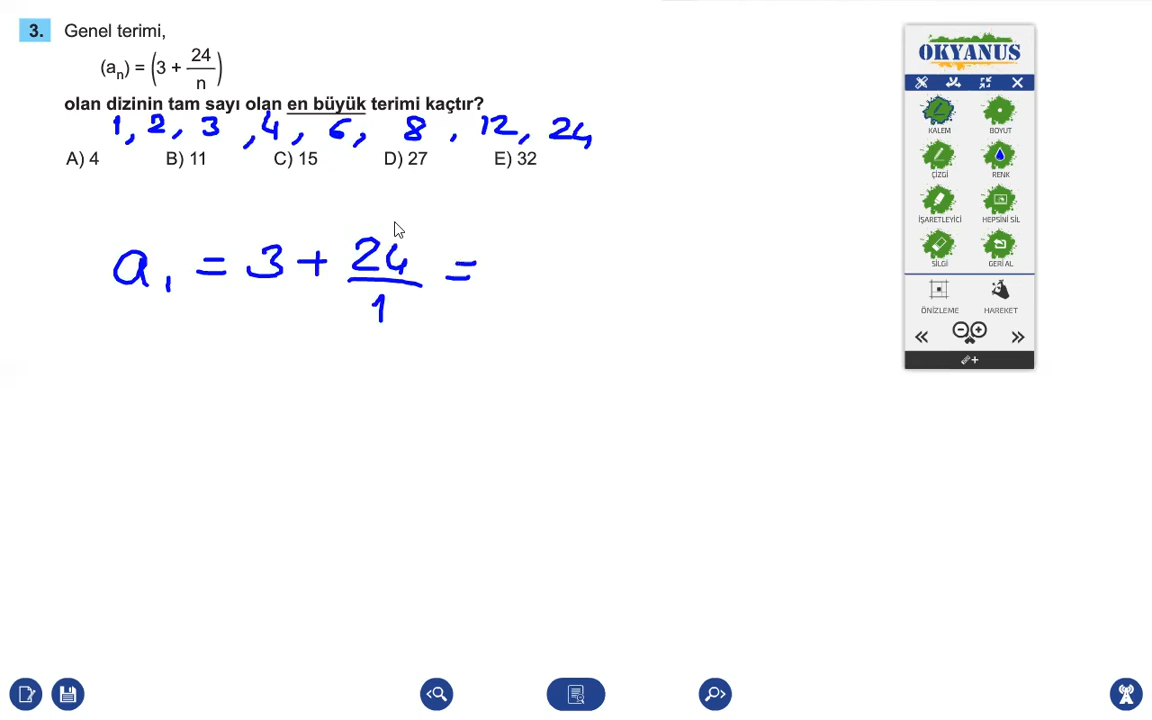 3. Genel terimi,
(an) = (3 + 24/n)
olan dizinin tam sayı olan en büyük terimi kaçtır?
1, 2, 3, 4, 6, 8, 12, 24,
A) 4 B) 11 C) 15 D) 27 E) 32
a1 = 3 + 24/1 =
OKYANUS
KALEM BOYUT
ÇİZGİ RENK
İŞARETLEYİCİ HEPSİNİ SİL
SİLGİ GERİ AL
ÖNİZLEME HAREKET